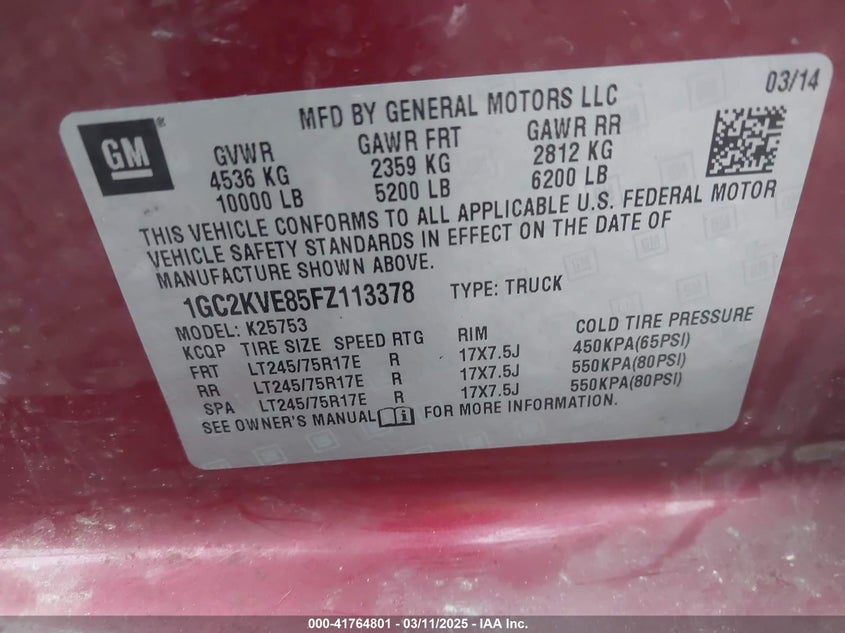 03/14
MFD BY GENERAL MOTORS LLC
GM ®
GVWR GAWR FRT GAWR RR
4536 KG 2359 KG 2812 KG
10000 LB 5200 LB 6200 LB
THIS VEHICLE CONFORMS TO ALL APPLICABLE U.S. FEDERAL MOTOR
VEHICLE SAFETY STANDARDS IN EFFECT ON THE DATE OF
MANUFACTURE SHOWN ABOVE.
1GC2KVE85FZ113378 TYPE: TRUCK
MODEL: K25753
KCQP TIRE SIZE SPEED RTG RIM COLD TIRE PRESSURE
FRT LT245/75R17E R 17X7.5J 450KPA(65PSI)
RR LT245/75R17E R 17X7.5J 550KPA(80PSI)
SPA LT245/75R17E R 17X7.5J 550KPA(80PSI)
SEE OWNER'S MANUAL i FOR MORE INFORMATION.
000-41764801 - 03/11/2025 - IAA Inc.